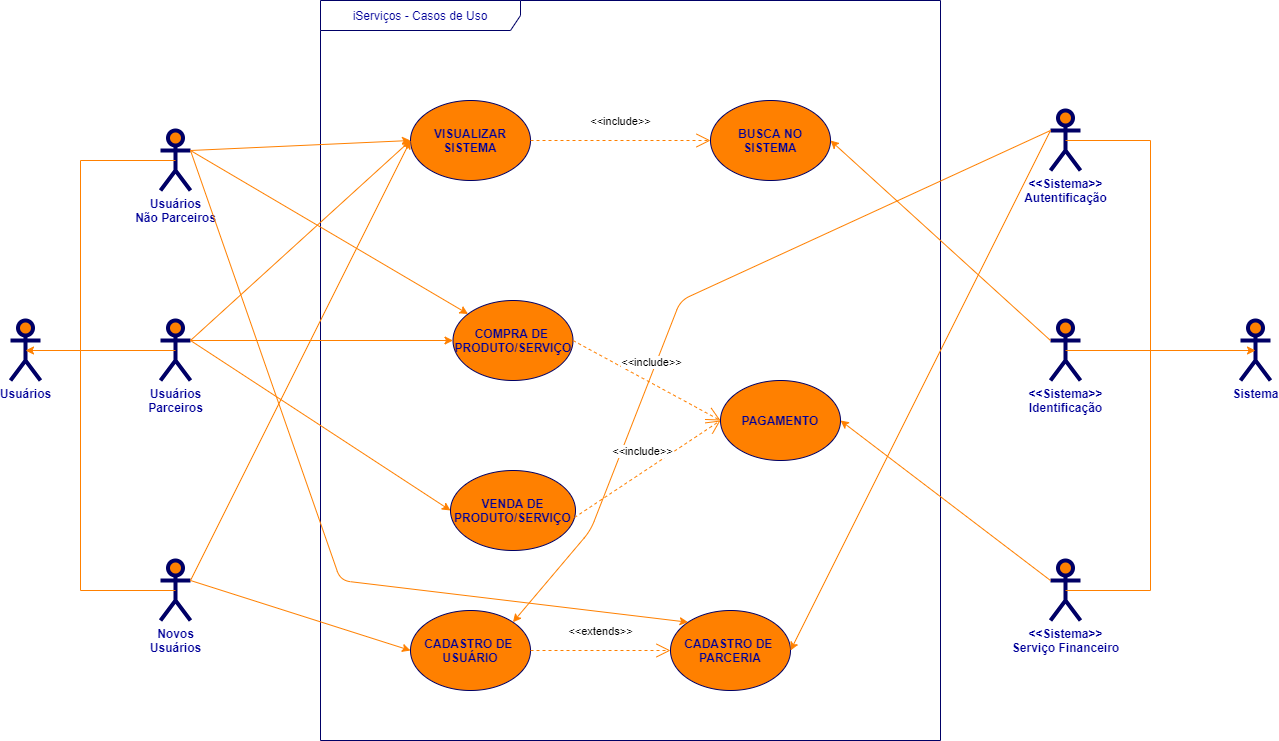 iServiços - Casos de Uso
VISUALIZAR
SISTEMA
<<include>>
BUSCA NO
SISTEMA
Usuários
Não Parceiros
<<Sistema>>
Autentificação
COMPRA DE
PRODUTO/SERVIÇO
<<include>>
Usuários
Usuários
Parceiros
<<Sistema>>
Identificação
Sistema
PAGAMENTO
<<include>>
VENDA DE
PRODUTO/SERVIÇO
Novos
Usuários
CADASTRO DE
USUÁRIO
<<extends>>
CADASTRO DE
PARCERIA
<<Sistema>>
Serviço Financeiro